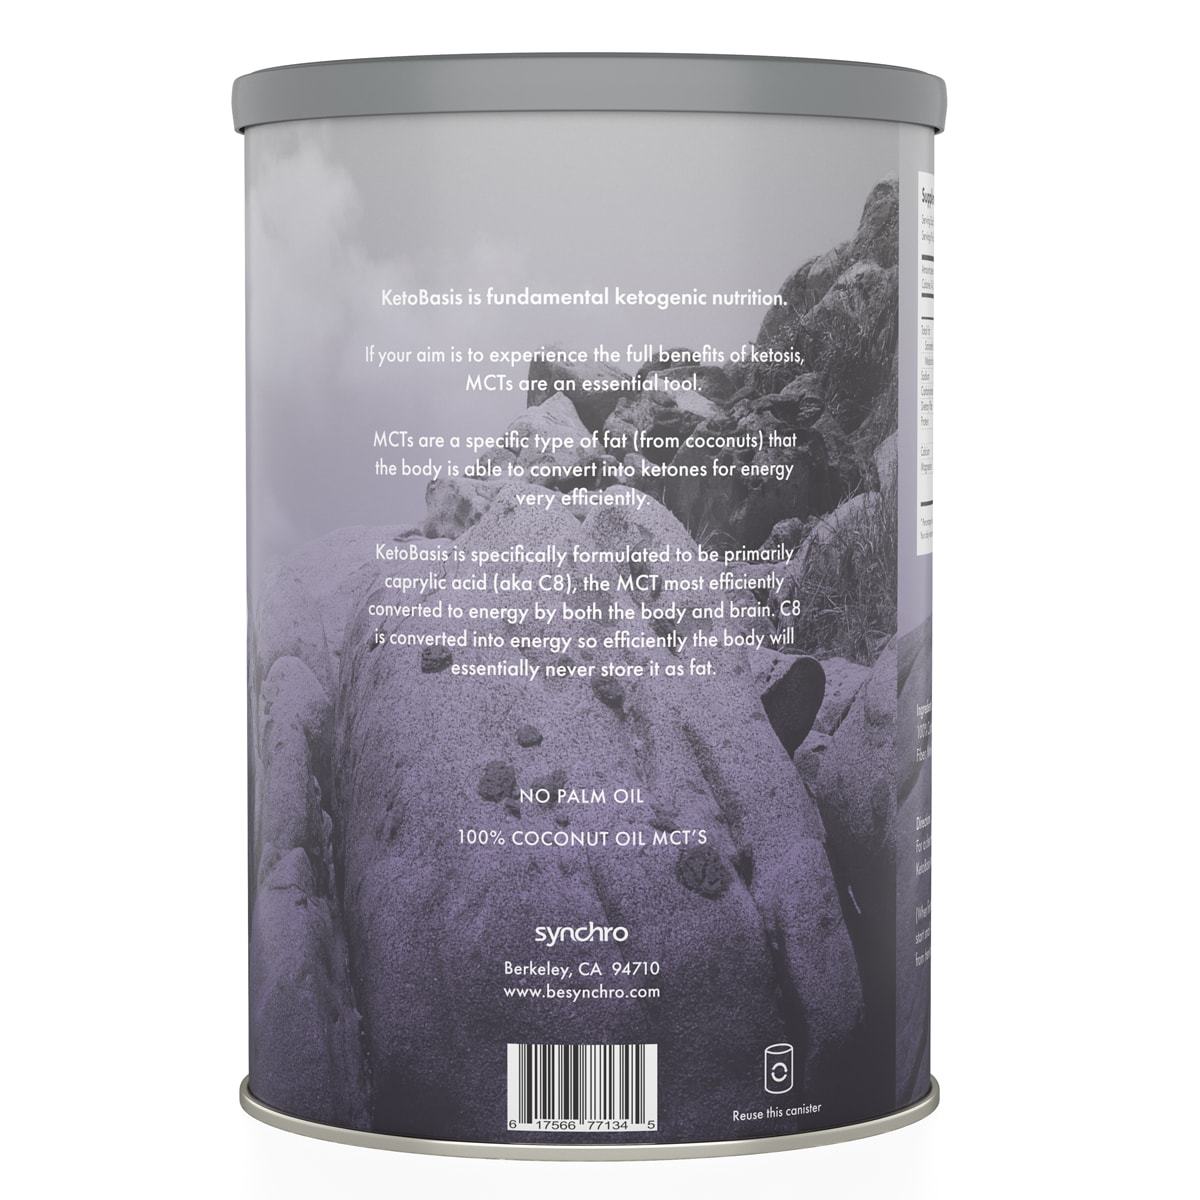 KetoBasis is fundamental ketogenic nutrition.
If your aim is to experience the full benefits of ketosis,
MCTs are an essential tool.
MCTs are a specific type of fat (from coconuts) that
the body is able to convert into ketones for energy
very efficiently.
KetoBasis is specifically formulated to be primarily
caprylic acid (aka C8), the MCT most efficiently
converted to energy by both the body and brain. C8
is converted into energy so efficiently the body will
essentially never store it as fat.
NO PALM OIL
100% COCONUT OIL MCT'S
synchro
Berkeley, CA 94710
www.besynchro.com
6 17566 77134 5
Reuse this canister